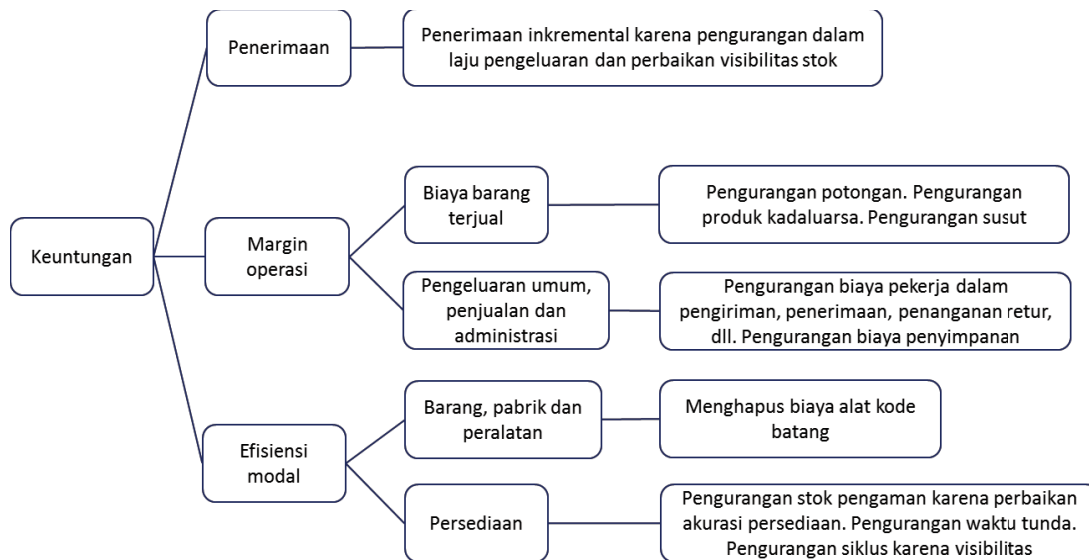 Penerimaan
Penerimaan inkremental karena pengurangan dalam
laju pengeluaran dan perbaikan visibilitas stok
Keuntungan
Margin
operasi
Biaya barang
terjual
Pengurangan potongan. Pengurangan
produk kadaluarsa. Pengurangan susut
Pengeluaran umum,
penjualan dan
administrasi
Pengurangan biaya pekerja dalam
pengiriman, penerimaan, penanganan retur,
dll. Pengurangan biaya penyimpanan
Efisiensi
modal
Barang, pabrik dan
peralatan
Menghapus biaya alat kode
batang
Persediaan
Pengurangan stok pengaman karena perbaikan
akurasi persediaan. Pengurangan waktu tunda.
Pengurangan siklus karena visibilitas